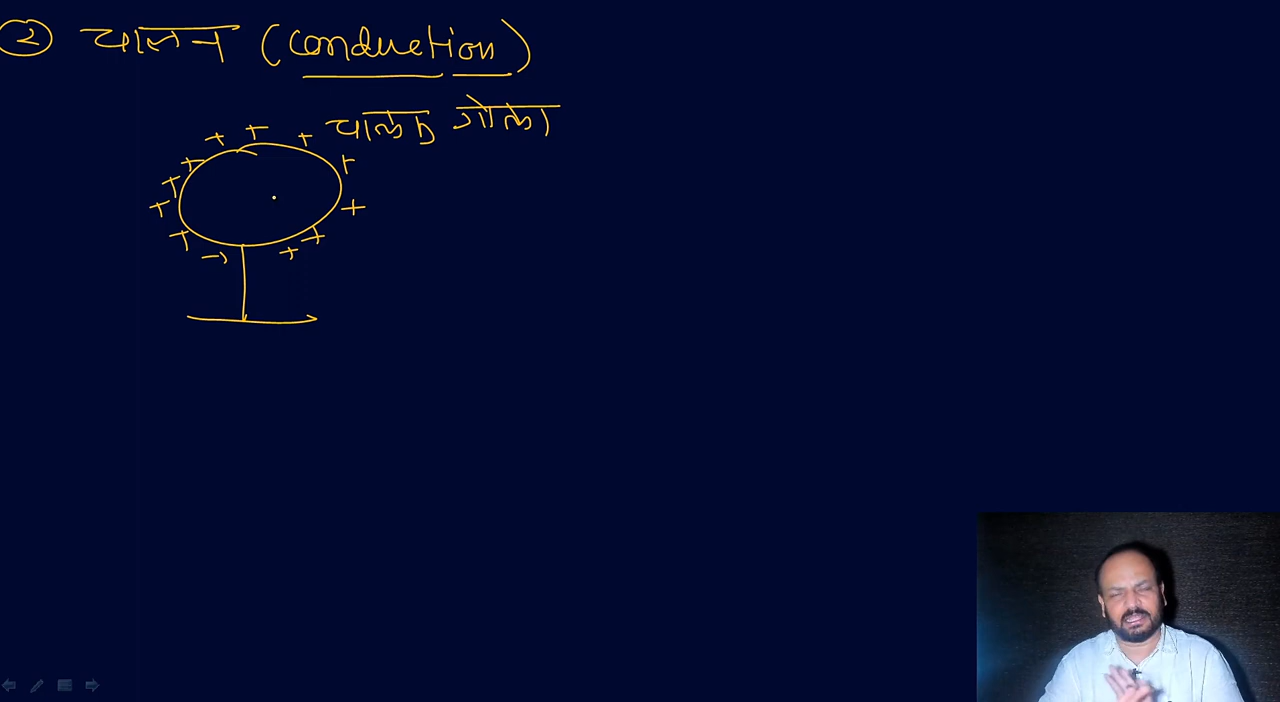 ② चालन (Conduction)
चालक गोला
+ + +
+ +
+ +
+ +
+ +
+